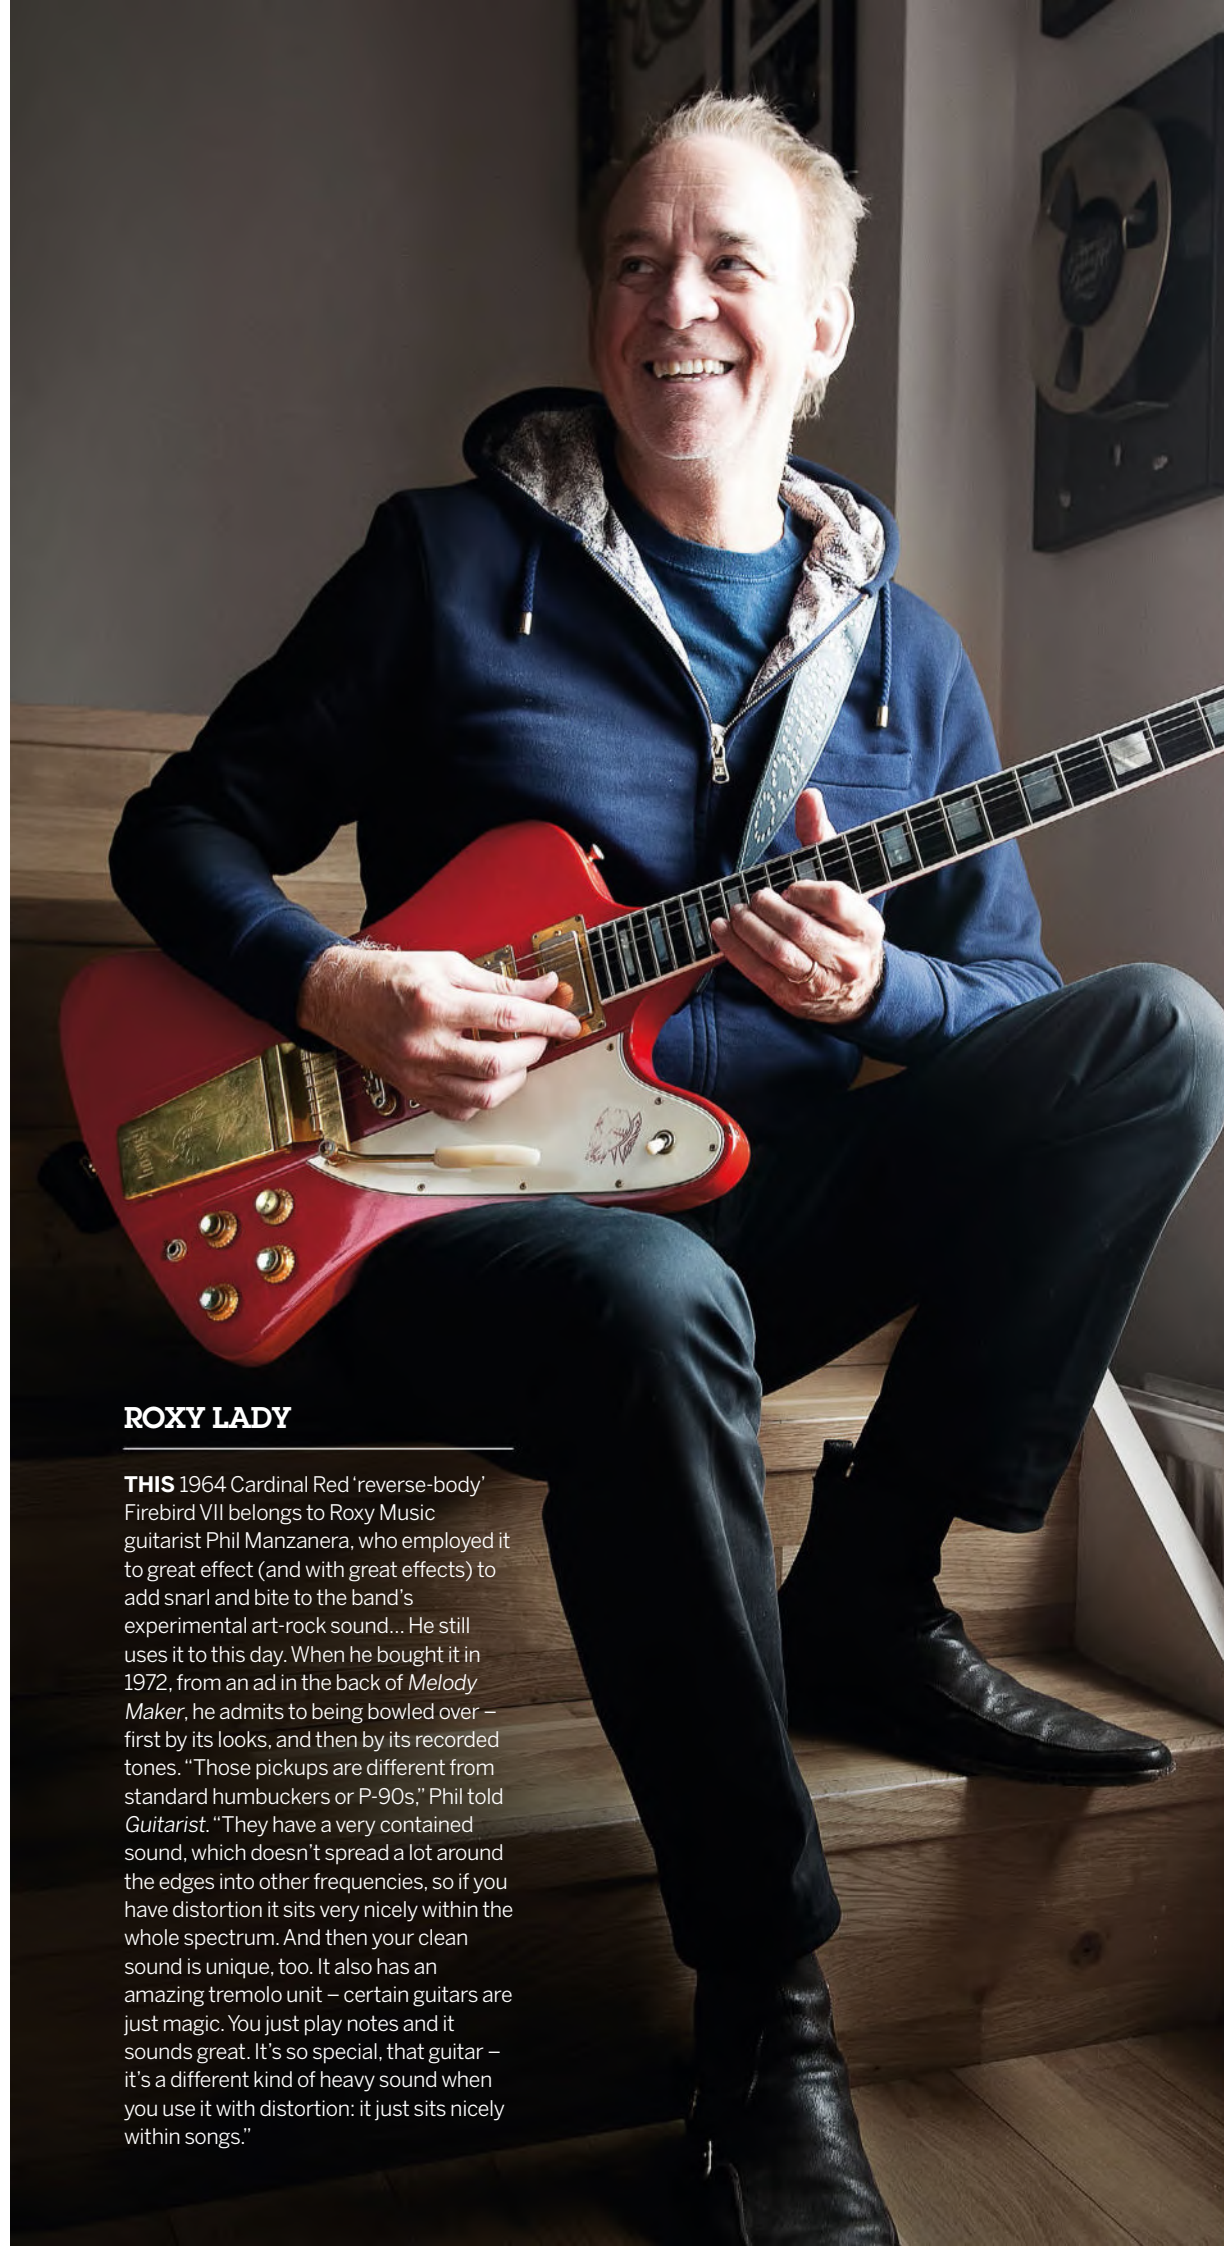 Gibson
ROXY LADY
THIS 1964 Cardinal Red ‘reverse-body’
Firebird VII belongs to Roxy Music
guitarist Phil Manzanera, who employed it
to great effect (and with great effects) to
add snarl and bite to the band’s
experimental art-rock sound... He still
uses it to this day. When he bought it in
1972, from an ad in the back of Melody
Maker, he admits to being bowled over –
first by its looks, and then by its recorded
tones. “Those pickups are different from
standard humbuckers or P-90s,” Phil told
Guitarist. “They have a very contained
sound, which doesn’t spread a lot around
the edges into other frequencies, so if you
have distortion it sits very nicely within the
whole spectrum. And then your clean
sound is unique, too. It also has an
amazing tremolo unit – certain guitars are
just magic. You just play notes and it
sounds great. It’s so special, that guitar –
it’s a different kind of heavy sound when
you use it with distortion: it just sits nicely
within songs.”